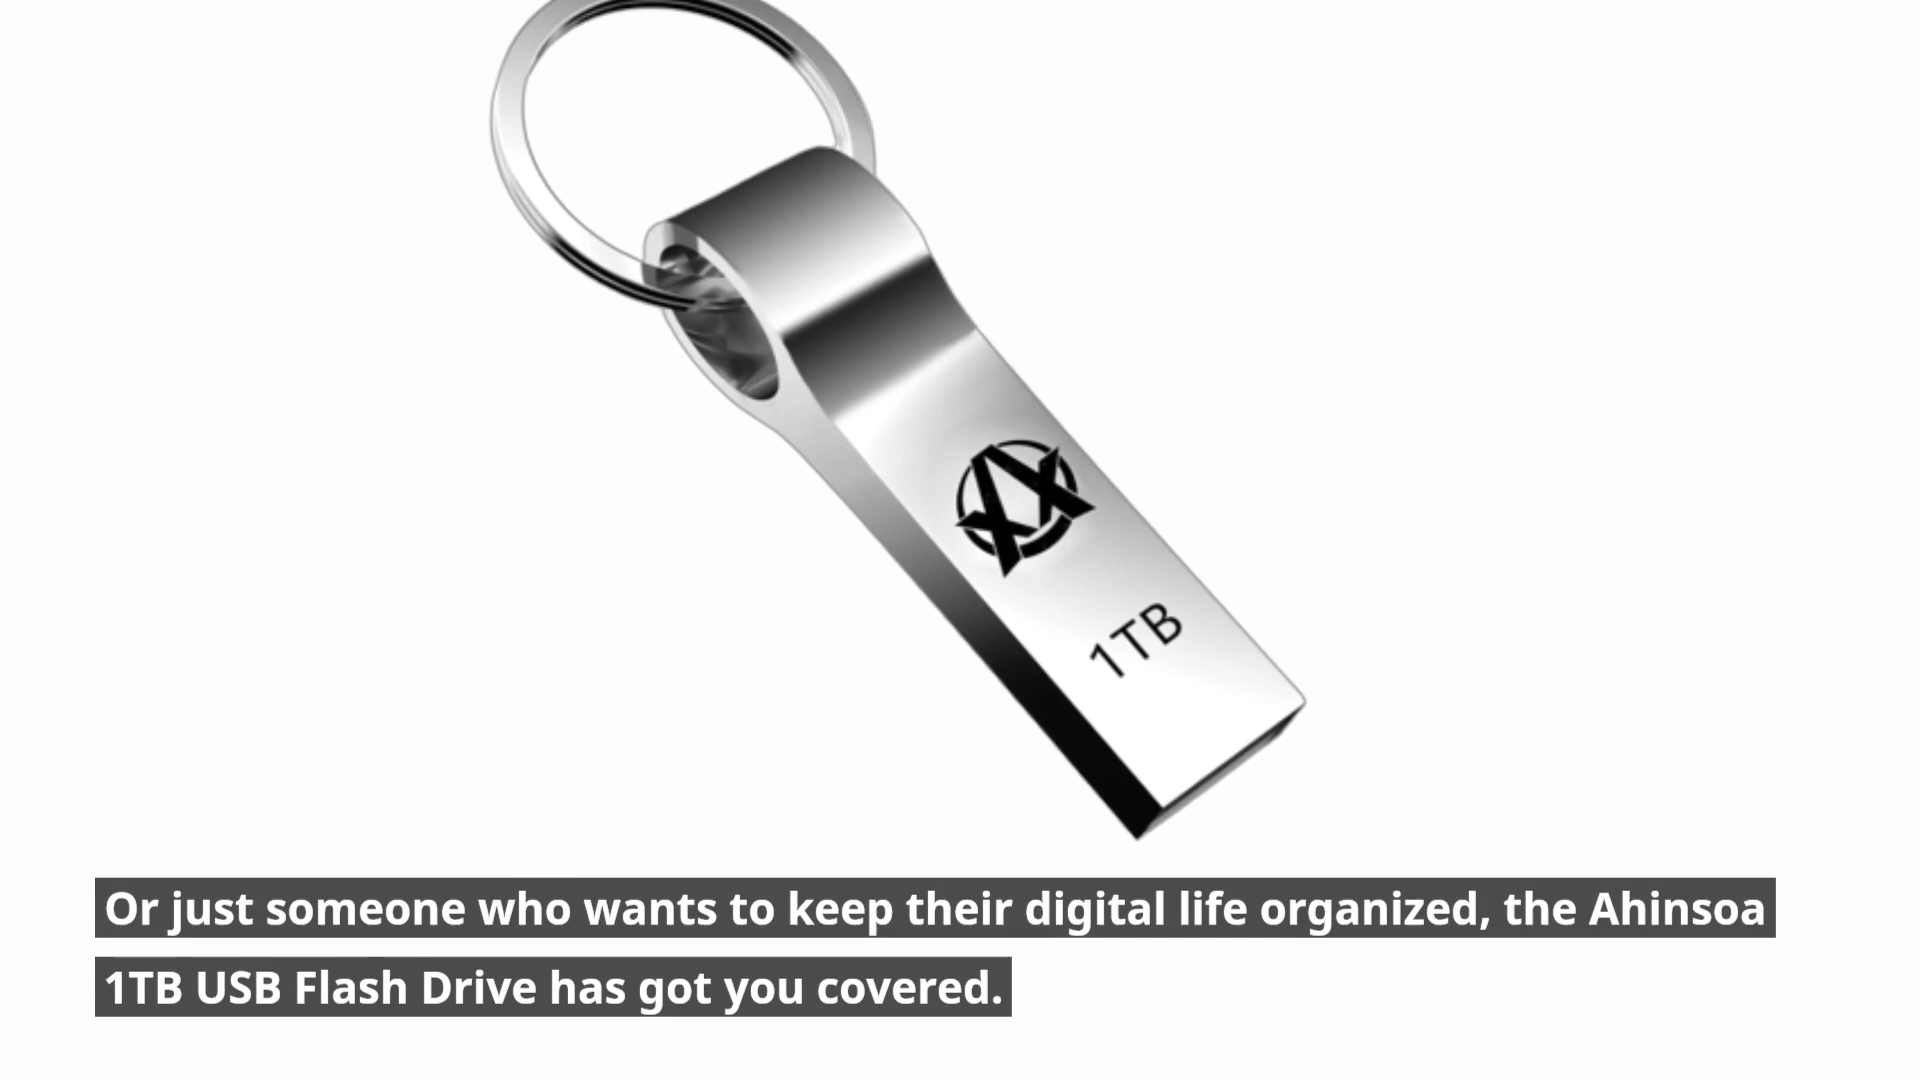 1TB
Or just someone who wants to keep their digital life organized, the Ahinsoa
1TB USB Flash Drive has got you covered.